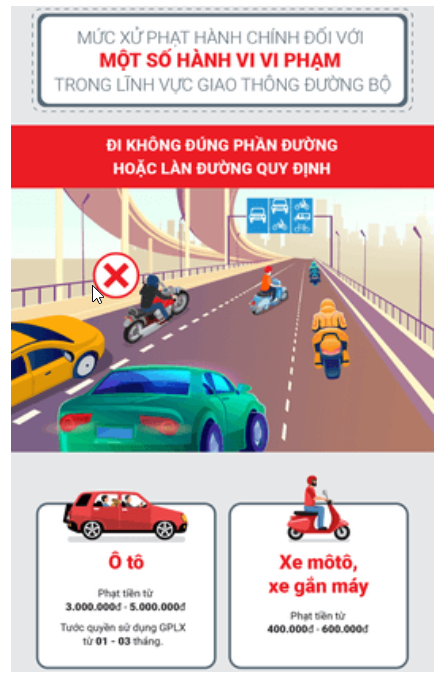 MỨC XỬ PHẠT HÀNH CHÍNH ĐỐI VỚI
MỘT SỐ HÀNH VI VI PHẠM
TRONG LĨNH VỰC GIAO THÔNG ĐƯỜNG BỘ
ĐI KHÔNG ĐÚNG PHẦN ĐƯỜNG
HOẶC LÀN ĐƯỜNG QUY ĐỊNH
Ô tô
Phạt tiền từ
3.000.000đ - 5.000.000đ
Tước quyền sử dụng GPLX
từ 01 - 03 tháng.
Xe môtô,
xe gắn máy
Phạt tiền từ
400.000đ - 600.000đ